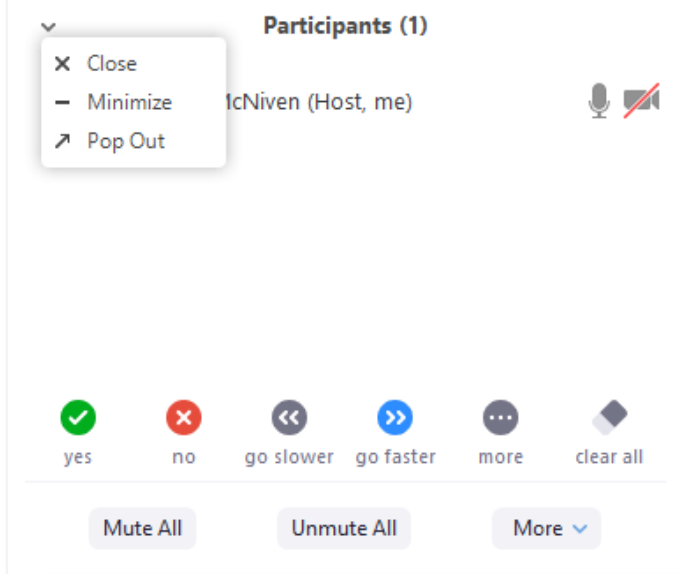 Participants (1)
Close
Minimize
Pop Out
McNiven (Host, me)
yes no go slower go faster more clear all
Mute All Unmute All More